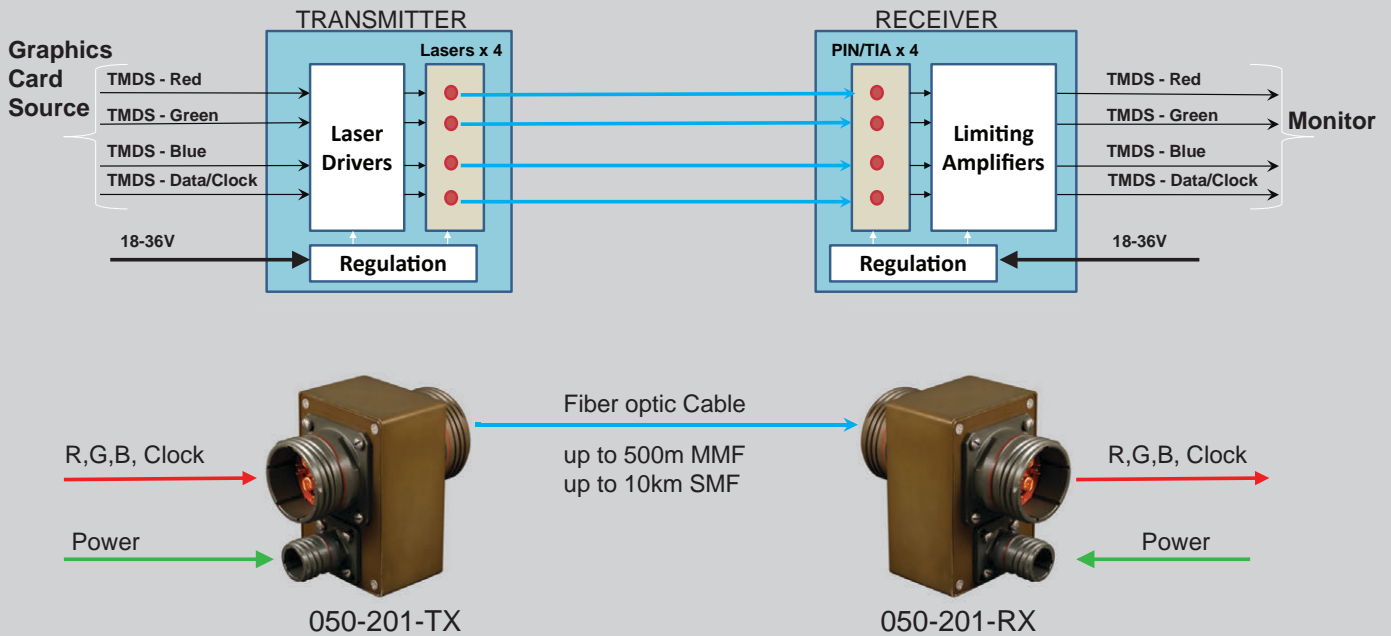 TRANSMITTER
RECEIVER
Graphics
Card
Source
Lasers x 4
PIN/TIA x 4
TMDS - Red
TMDS - Green
TMDS - Blue
TMDS - Data/Clock
Laser
Drivers
Limiting
Amplifiers
TMDS - Red
TMDS - Green
TMDS - Blue
TMDS - Data/Clock
Monitor
18-36V
Regulation
Regulation
18-36V
Fiber optic Cable
up to 500m MMF
up to 10km SMF
R,G,B, Clock
R,G,B, Clock
Power
Power
050-201-TX
050-201-RX